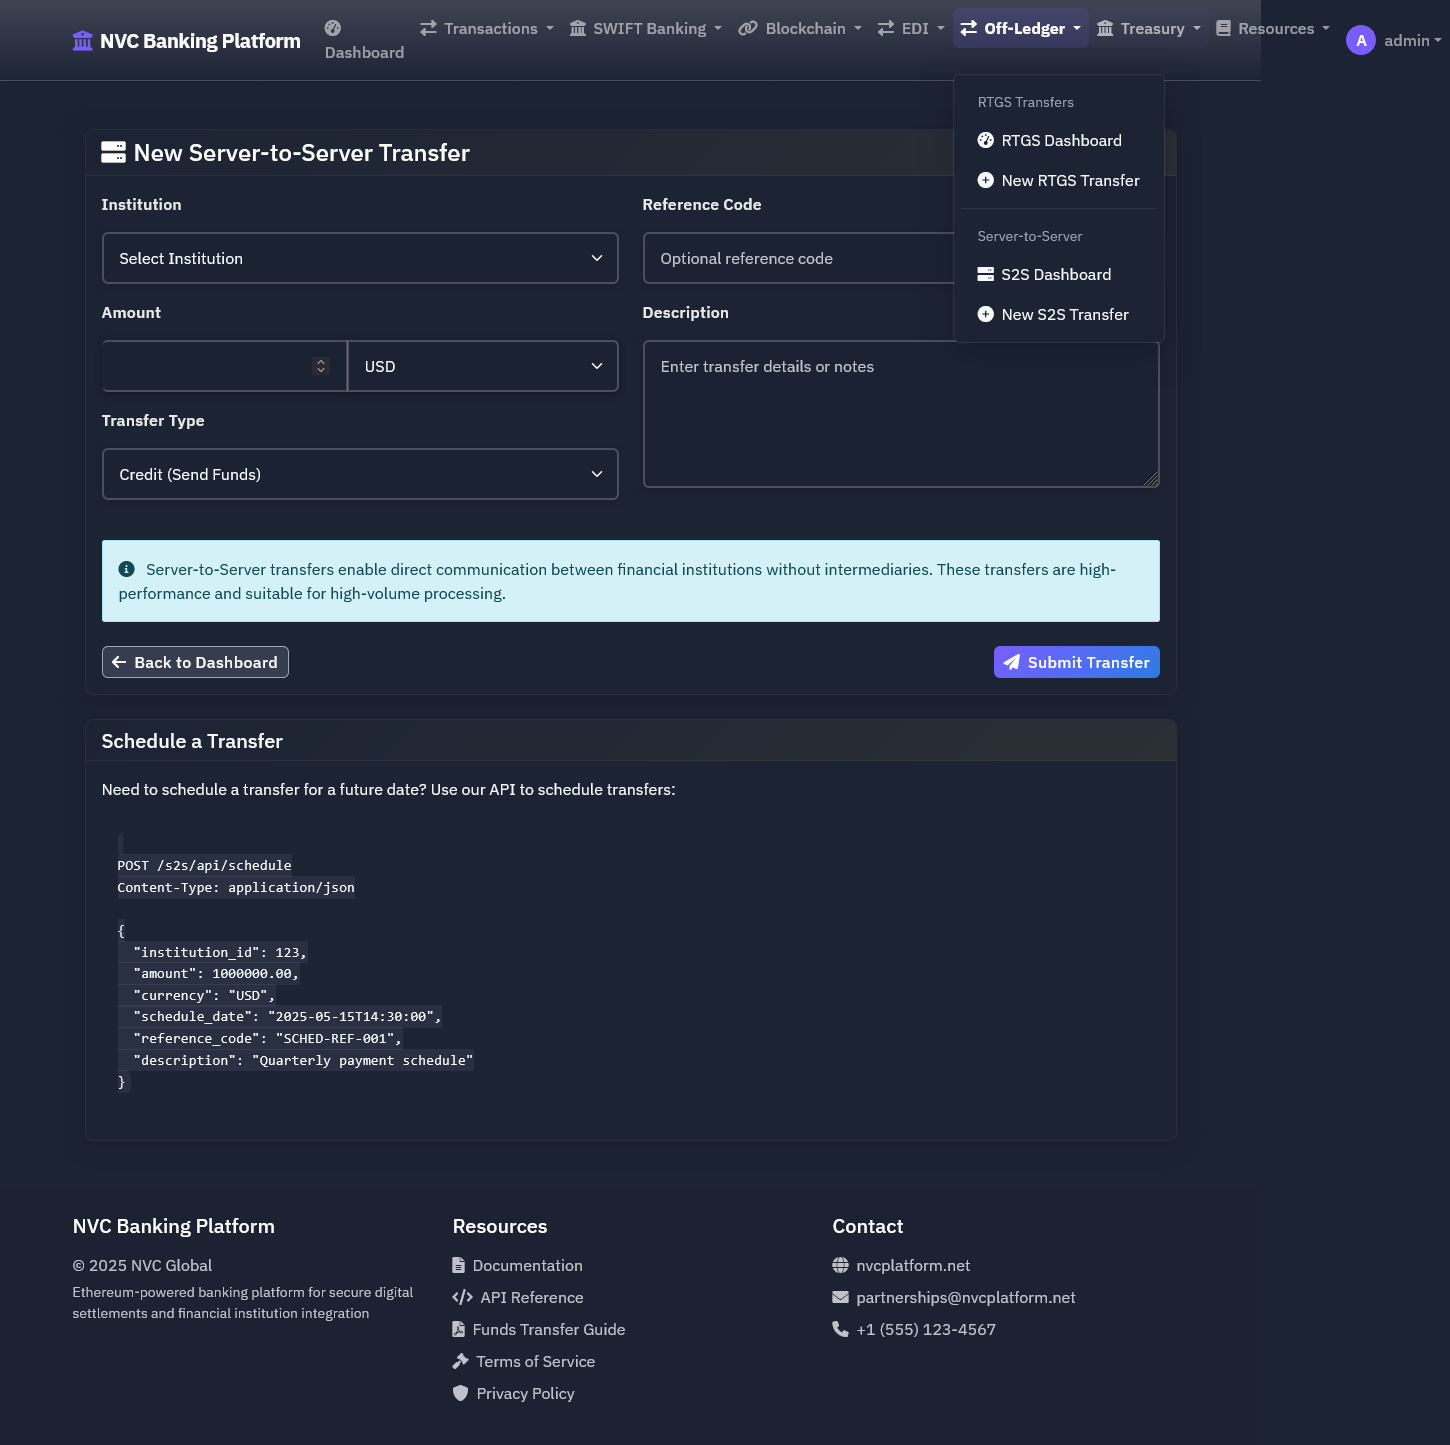 NVC Banking Platform
Dashboard
Transactions
SWIFT Banking
Blockchain
EDI
Off-Ledger
Treasury
Resources
A
admin
RTGS Transfers
RTGS Dashboard
New RTGS Transfer
Server-to-Server
S2S Dashboard
New S2S Transfer
New Server-to-Server Transfer
Institution
Select Institution
Reference Code
Optional reference code
Amount
USD
Description
Enter transfer details or notes
Transfer Type
Credit (Send Funds)
Server-to-Server transfers enable direct communication between financial institutions without intermediaries. These transfers are high-
performance and suitable for high-volume processing.
Back to Dashboard
Submit Transfer
Schedule a Transfer
Need to schedule a transfer for a future date? Use our API to schedule transfers:
POST /s2s/api/schedule
Content-Type: application/json
{
"institution_id": 123,
"amount": 1000000.00,
"currency": "USD",
"schedule_date": "2025-05-15T14:30:00",
"reference_code": "SCHED-REF-001",
"description": "Quarterly payment schedule"
}
NVC Banking Platform
© 2025 NVC Global
Ethereum-powered banking platform for secure digital
settlements and financial institution integration
Resources
Documentation
API Reference
Funds Transfer Guide
Terms of Service
Privacy Policy
Contact
nvcplatform.net
partnerships@nvcplatform.net
+1 (555) 123-4567